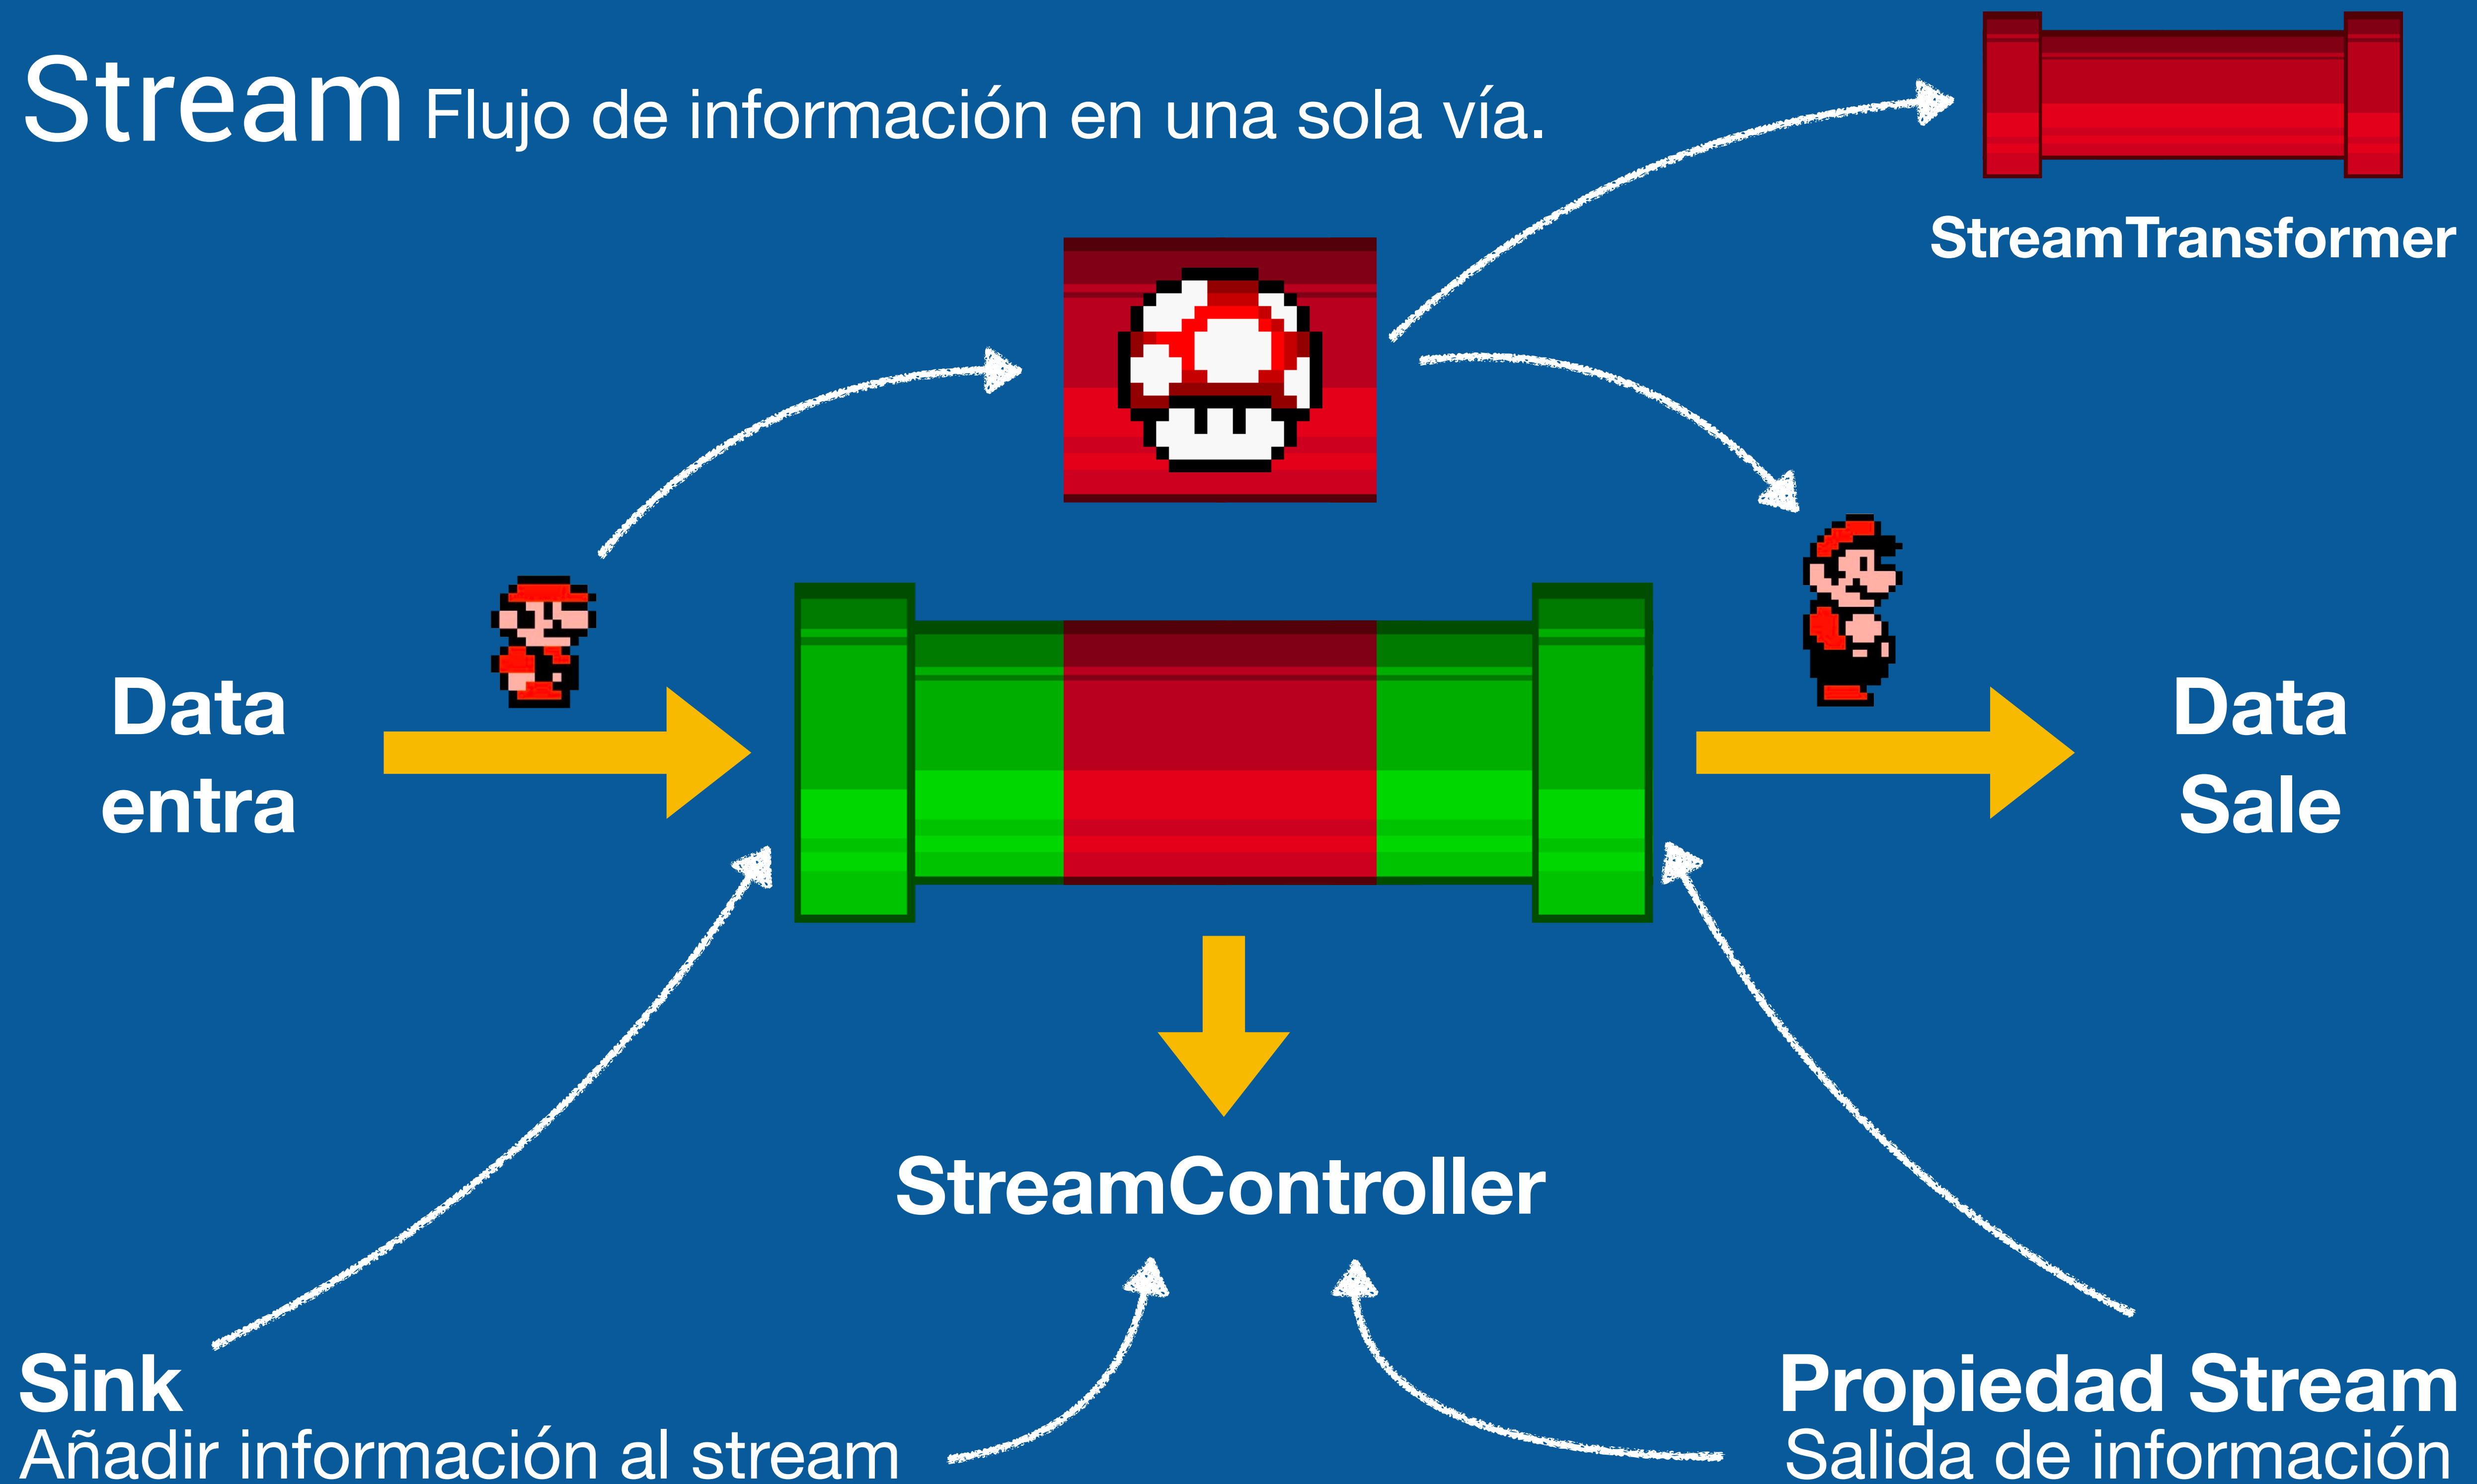 Stream Flujo de información en una sola vía.
StreamTransformer
Data
entra
Data
Sale
StreamController
Sink
Añadir información al stream
Propiedad Stream
Salida de información